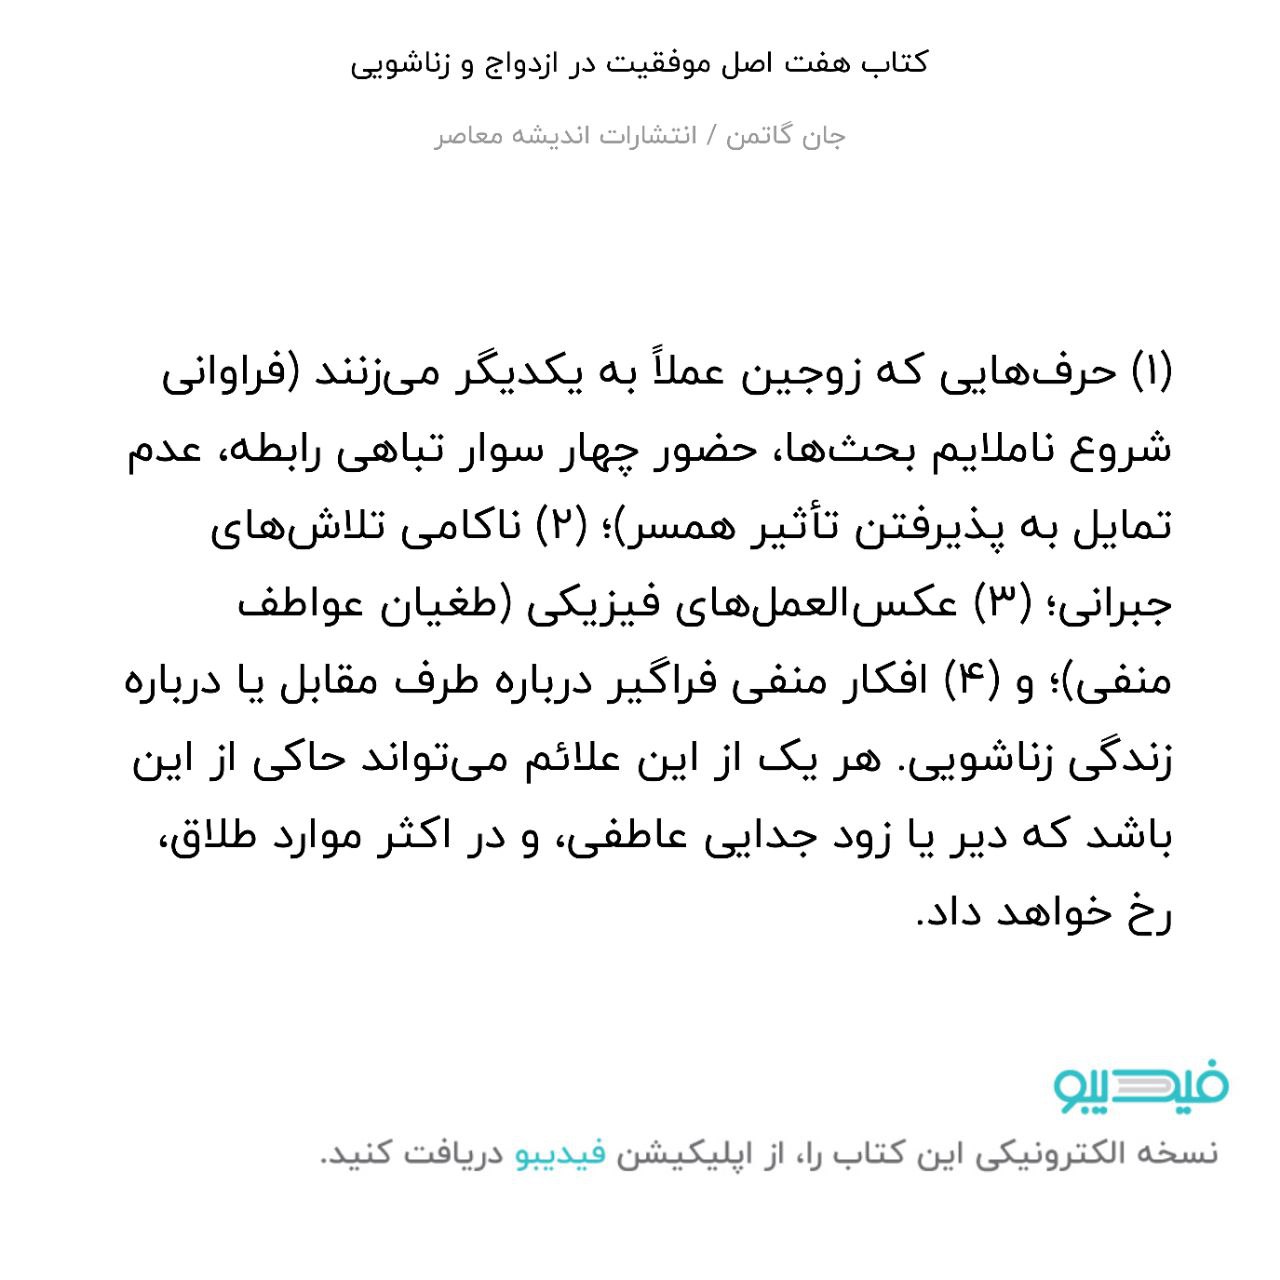 کتاب هفت اصل موفقیت در ازدواج و زناشویی
جان گاتمن / انتشارات اندیشه معاصر
(۱) حرف‌هایی که زوجین عملاً به یکدیگر می‌زنند (فراوانی
شروع ناملایم بحث‌ها، حضور چهار سوار تباهی رابطه، عدم
تمایل به پذیرفتن تأثیر همسر)؛ (۲) ناکامی تلاش‌های
جبرانی؛ (۳) عکس‌العمل‌های فیزیکی (طغیان عواطف
منفی)؛ و (۴) افکار منفی فراگیر درباره طرف مقابل یا درباره
زندگی زناشویی. هر یک از این علائم می‌تواند حاکی از این
باشد که دیر یا زود جدایی عاطفی، و در اکثر موارد طلاق،
رخ خواهد داد.
فیدیبو
نسخه الکترونیکی این کتاب را، از اپلیکیشن فیدیبو دریافت کنید.